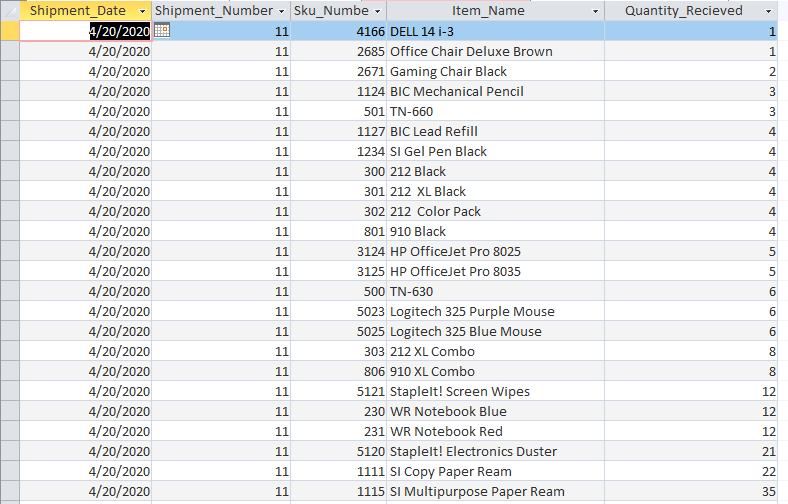 Shipment_Date Shipment_Number Sku_Numbe Item_Name Quantity_Recieved
4/20/2020 11 4166 DELL 14 i-3 1
4/20/2020 11 2685 Office Chair Deluxe Brown 1
4/20/2020 11 2671 Gaming Chair Black 2
4/20/2020 11 1124 BIC Mechanical Pencil 3
4/20/2020 11 501 TN-660 3
4/20/2020 11 1127 BIC Lead Refill 4
4/20/2020 11 1234 SI Gel Pen Black 4
4/20/2020 11 300 212 Black 4
4/20/2020 11 301 212 XL Black 4
4/20/2020 11 302 212 Color Pack 4
4/20/2020 11 801 910 Black 4
4/20/2020 11 3124 HP OfficeJet Pro 8025 5
4/20/2020 11 3125 HP OfficeJet Pro 8035 5
4/20/2020 11 500 TN-630 6
4/20/2020 11 5023 Logitech 325 Purple Mouse 6
4/20/2020 11 5025 Logitech 325 Blue Mouse 6
4/20/2020 11 303 212 XL Combo 8
4/20/2020 11 806 910 XL Combo 8
4/20/2020 11 5121 StapleIt! Screen Wipes 12
4/20/2020 11 230 WR Notebook Blue 12
4/20/2020 11 231 WR Notebook Red 12
4/20/2020 11 5120 StapleIt! Electronics Duster 21
4/20/2020 11 1111 SI Copy Paper Ream 22
4/20/2020 11 1115 SI Multipurpose Paper Ream 35